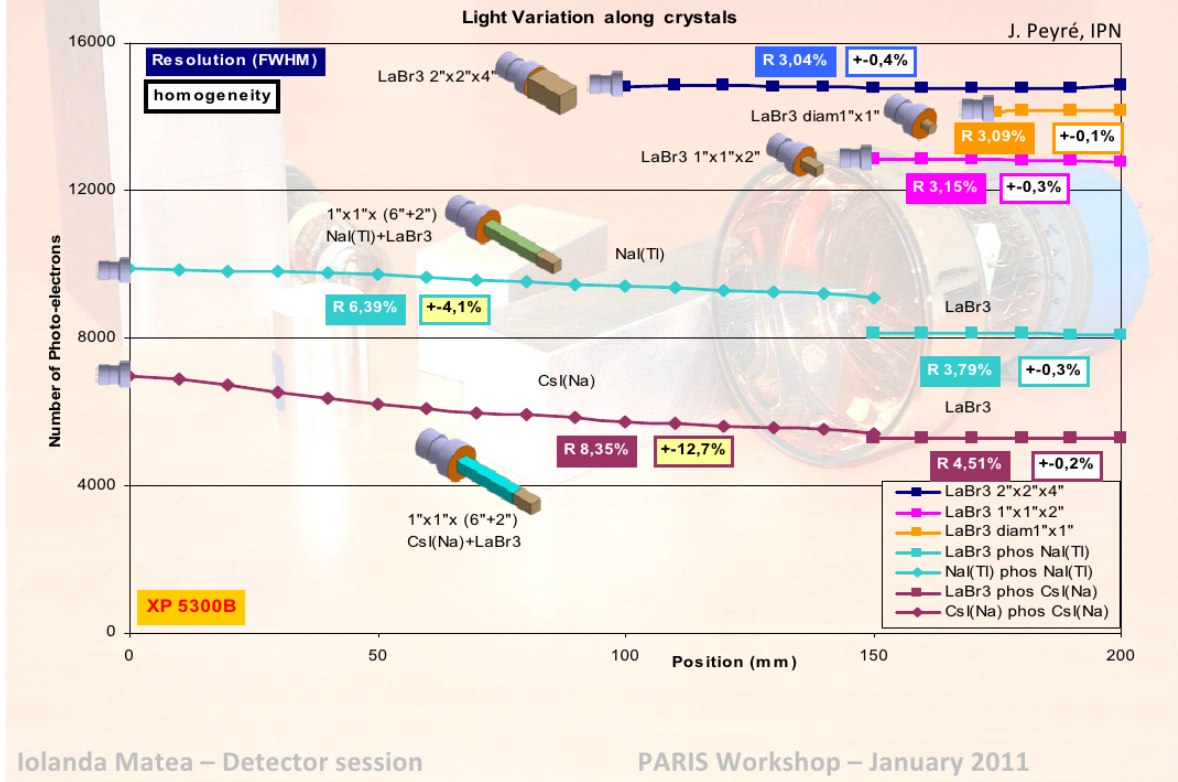 Light Variation along crystals
J. Peyré, IPN
16000
12000
8000
4000
0
Number of Photo-electrons
Resolution (FWHM)
homogeneity
LaBr3 2"x2"x4"
R 3,04%
+-0,4%
LaBr3 diam1"x1"
R 3,09%
+-0,1%
LaBr3 1"x1"x2"
R 3,15%
+-0,3%
1"x1"x (6"+2")
NaI(Tl)+LaBr3
NaI(Tl)
R 6,39%
+-4,1%
LaBr3
R 3,79%
+-0,3%
CsI(Na)
LaBr3
R 8,35%
+-12,7%
R 4,51%
+-0,2%
1"x1"x (6"+2")
CsI(Na)+LaBr3
LaBr3 2"x2"x4"
LaBr3 1"x1"x2"
LaBr3 diam1"x1"
LaBr3 phos NaI(Tl)
NaI(Tl) phos NaI(Tl)
LaBr3 phos CsI(Na)
CsI(Na) phos CsI(Na)
XP 5300B
0
50
100
150
200
Position (mm)
Iolanda Matea – Detector session
PARIS Workshop – January 2011